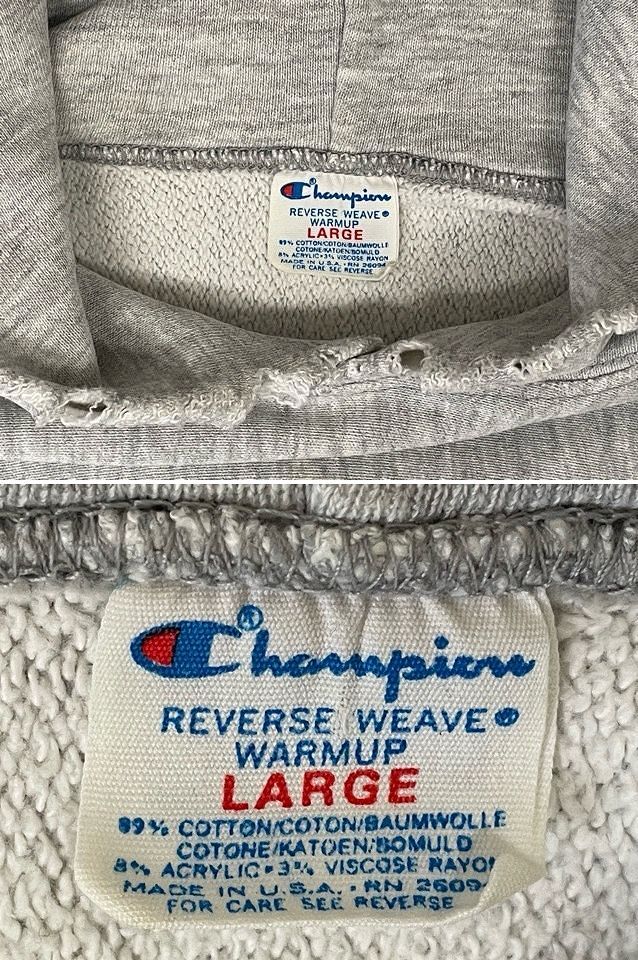 Champion®
REVERSE WEAVE®
WARMUP
LARGE
89% COTTON/COTON/BAUMWOLLE
COTONE/KATOEN/BOMULD
8% ACRYLIC•3% VISCOSE RAYON
MADE IN U.S.A. • RN 26094
FOR CARE SEE REVERSE
Champion®
REVERSE WEAVE®
WARMUP
LARGE
89% COTTON/COTON/BAUMWOLLE
COTONE/KATOEN/BOMULD
8% ACRYLIC•3% VISCOSE RAYO
MADE IN U.S.A. • RN 2609
FOR CARE SEE REVERSE